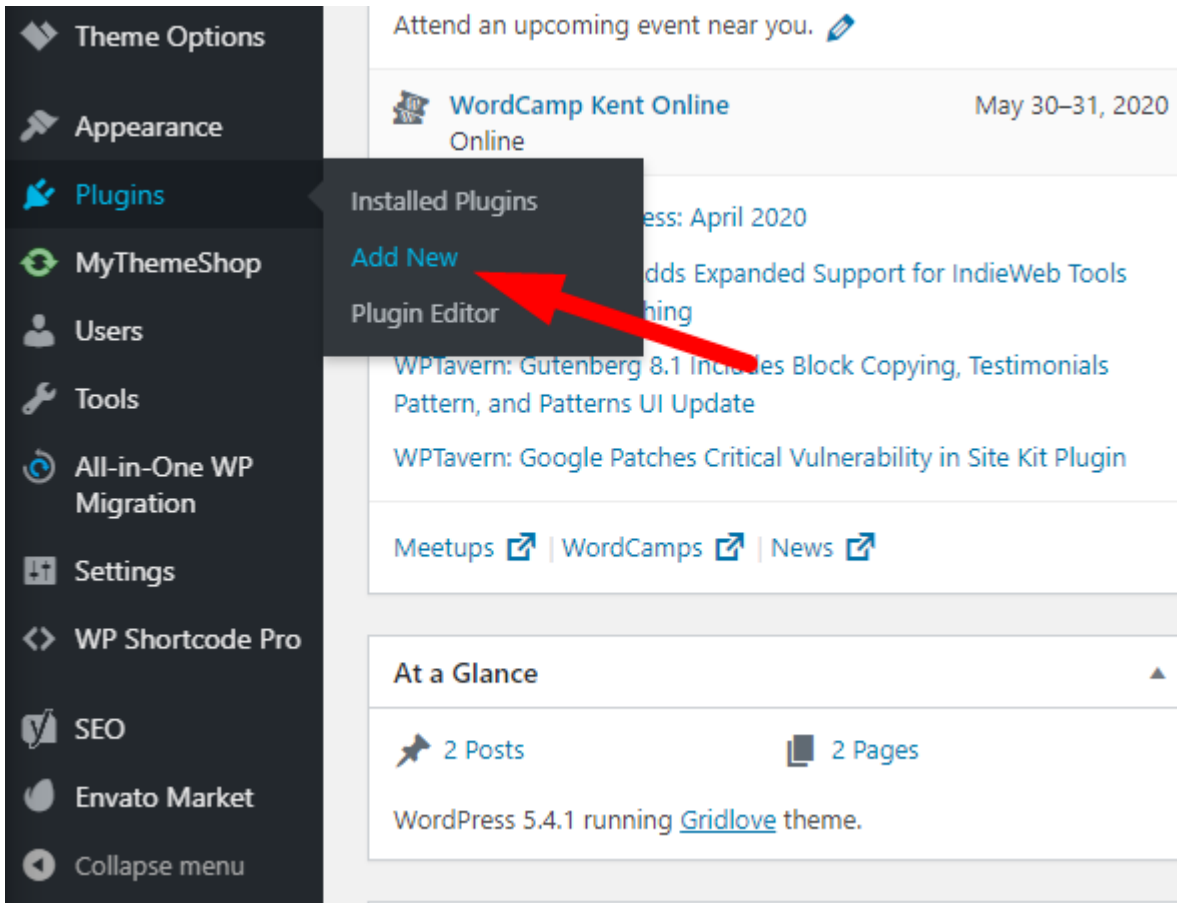 Theme Options
Appearance
Plugins
MyThemeShop
Users
Tools
All-in-One WP
Migration
Settings
WP Shortcode Pro
SEO
Envato Market
Collapse menu
Installed Plugins
Add New
Plugin Editor
Attend an upcoming event near you.
WordCamp Kent Online
May 30–31, 2020
Online
ess: April 2020
dds Expanded Support for IndieWeb Tools
hing
WPTavern: Gutenberg 8.1 Includes Block Copying, Testimonials
Pattern, and Patterns UI Update
WPTavern: Google Patches Critical Vulnerability in Site Kit Plugin
Meetups | WordCamps | News
At a Glance
2 Posts
2 Pages
WordPress 5.4.1 running Gridlove theme.